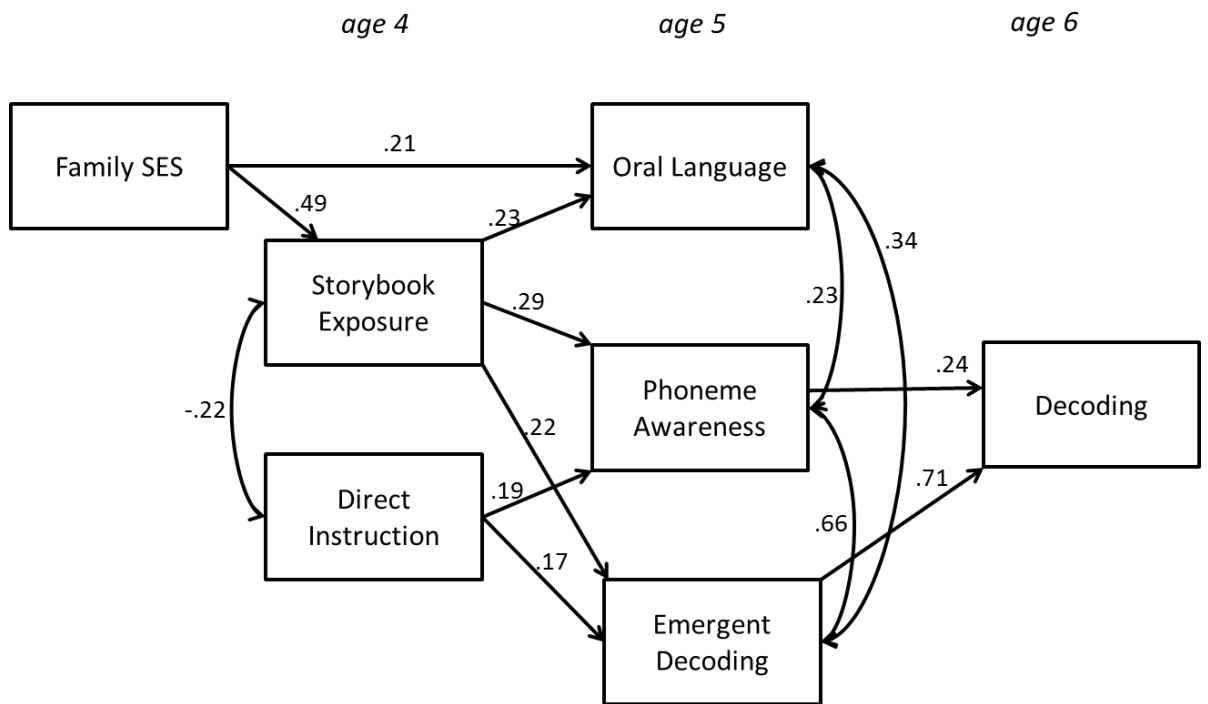 age 4
age 5
age 6
Family SES
.21
Oral Language
.49
.23
.34
Storybook
Exposure
.29
.23
-.22
Phoneme
Awareness
.24
Decoding
.22
Direct
Instruction
.19
.17
.66
.71
Emergent
Decoding